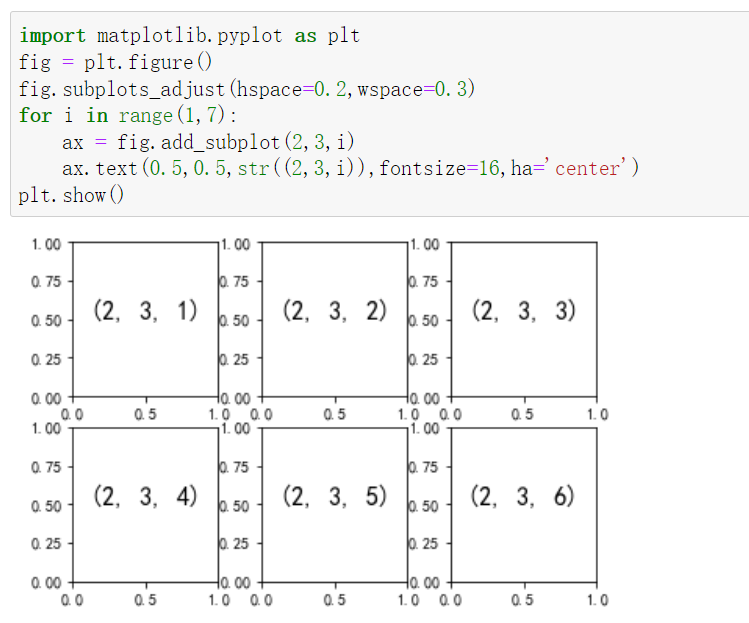 import matplotlib.pyplot as plt
fig = plt.figure()
fig.subplots_adjust(hspace=0.2,wspace=0.3)
for i in range(1,7):
    ax = fig.add_subplot(2,3,i)
    ax.text(0.5,0.5,str((2,3,i)),fontsize=16,ha='center')
plt.show()
1.00 1.00 1.00
0.75 0.75 0.75
(2, 3, 1) (2, 3, 2) (2, 3, 3)
0.50 0.50 0.50
0.25 0.25 0.25
0.00 0.00 0.00
0.0 0.5 1.0 0.0 0.5 1.0 0.0 0.5 1.0
1.00 1.00 1.00
0.75 0.75 0.75
(2, 3, 4) (2, 3, 5) (2, 3, 6)
0.50 0.50 0.50
0.25 0.25 0.25
0.00 0.00 0.00
0.0 0.5 1.0 0.0 0.5 1.0 0.0 0.5 1.0